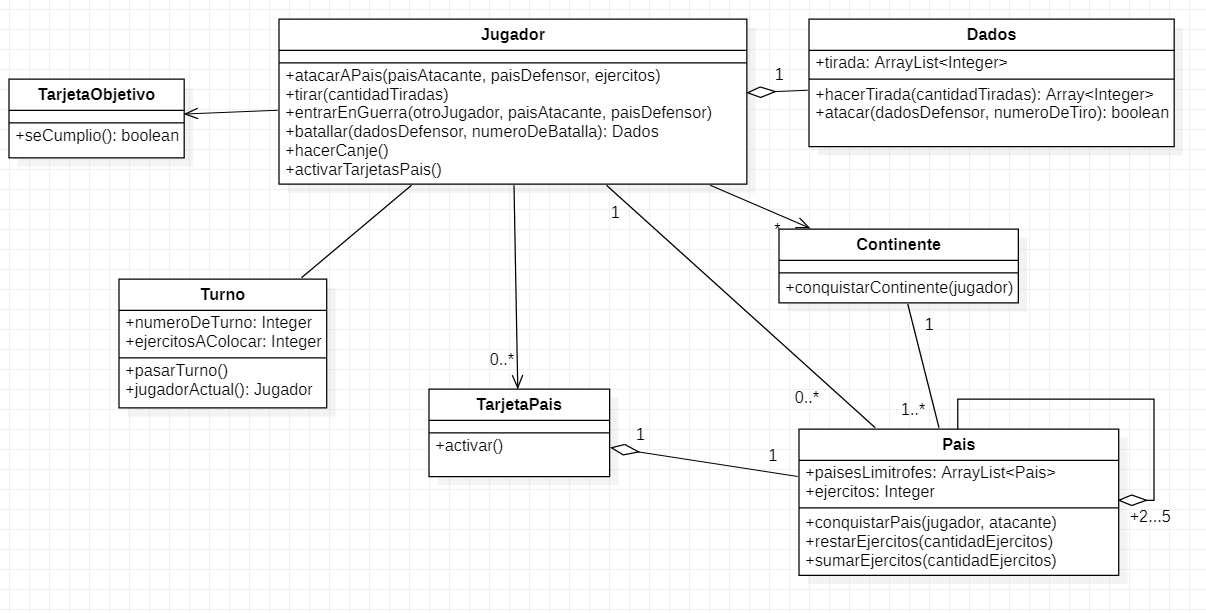 Jugador
+atacarAPais(paisAtacante, paisDefensor, ejercitos)
+tirar(cantidadTiradas)
+entrarEnGuerra(otroJugador, paisAtacante, paisDefensor)
+batallar(dadosDefensor, numeroDeBatalla): Dados
+hacerCanje()
+activarTarjetasPais()
1
Dados
+tirada: ArrayList<Integer>
+hacerTirada(cantidadTiradas): Array<Integer>
+atacar(dadosDefensor, numeroDeTiro): boolean
TarjetaObjetivo
+seCumplio(): boolean
1
*
Continente
+conquistarContinente(jugador)
Turno
+numeroDeTurno: Integer
+ejercitosAColocar: Integer
+pasarTurno()
+jugadorActual(): Jugador
0..*
1
0..*
1..*
TarjetaPais
+activar()
1
1
Pais
+paisesLimitrofes: ArrayList<Pais>
+ejercitos: Integer
+conquistarPais(jugador, atacante)
+restarEjercitos(cantidadEjercitos)
+sumarEjercitos(cantidadEjercitos)
+2...5